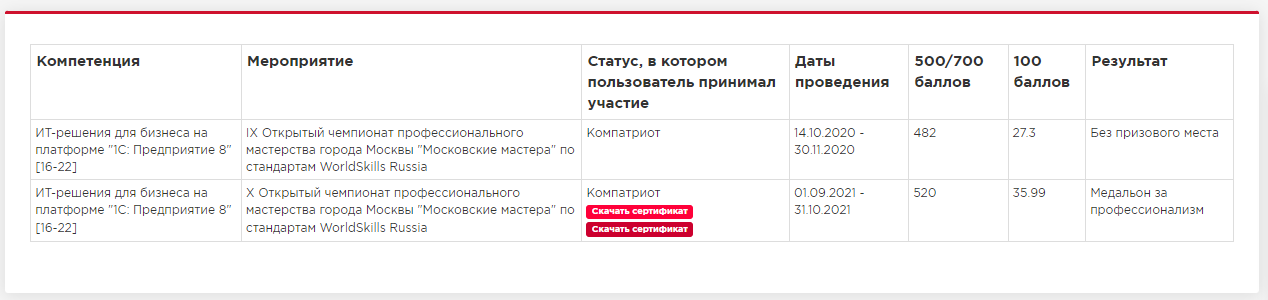 Компетенция
Мероприятие
Статус, в котором
пользователь принимал
участие
Даты
проведения
500/700
баллов
100
баллов
Результат
ИТ-решения для бизнеса на
платформе "1С: Предприятие 8"
[16-22]
IX Открытый чемпионат профессионального
мастерства города Москвы "Московские мастера" по
стандартам WorldSkills Russia
Компатриот
14.10.2020 -
30.11.2020
482
27.3
Без призового места
ИТ-решения для бизнеса на
платформе "1С: Предприятие 8"
[16-22]
X Открытый чемпионат профессионального
мастерства города Москвы "Московские мастера" по
стандартам WorldSkills Russia
Компатриот
Скачать сертификат
Скачать сертификат
01.09.2021 -
31.10.2021
520
35.99
Медальон за
профессионализм